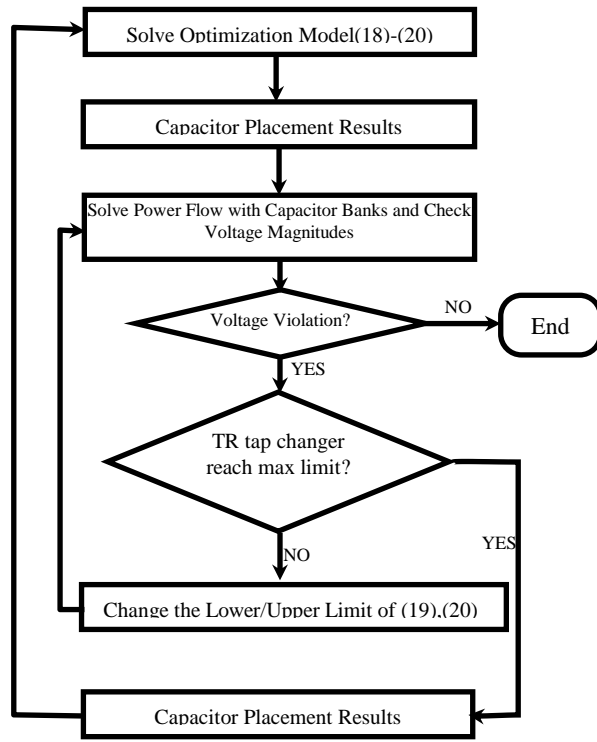 Solve Optimization Model(18)-(20)
Capacitor Placement Results
Solve Power Flow with Capacitor Banks and Check
Voltage Magnitudes
Voltage Violation?
NO
End
YES
TR tap changer
reach max limit?
YES
NO
Change the Lower/Upper Limit of (19),(20)
Capacitor Placement Results